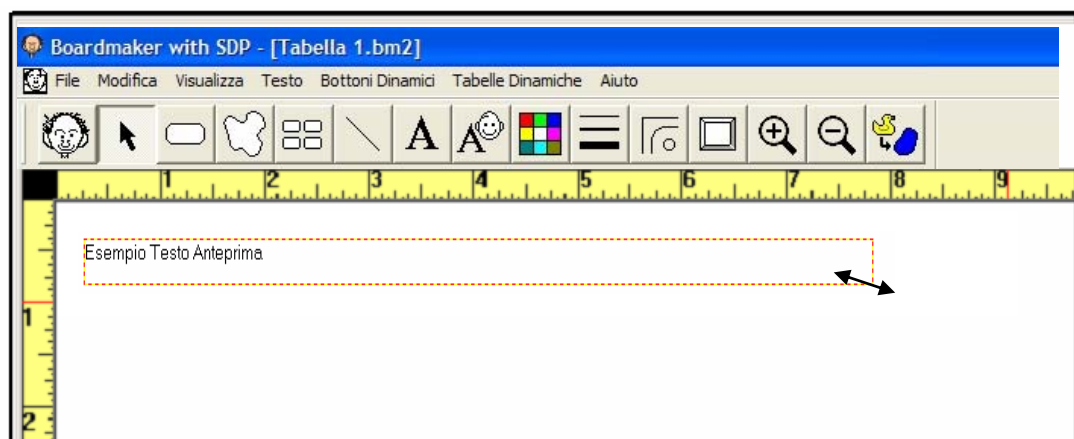 Boardmaker with SDP - [Tabella 1.bm2]
File Modifica Visualizza Testo Bottoni Dinamici Tabelle Dinamiche Aiuto
A A
1 2 3 4 5 6 7 8 9
Esempio Testo Anteprima
1
2